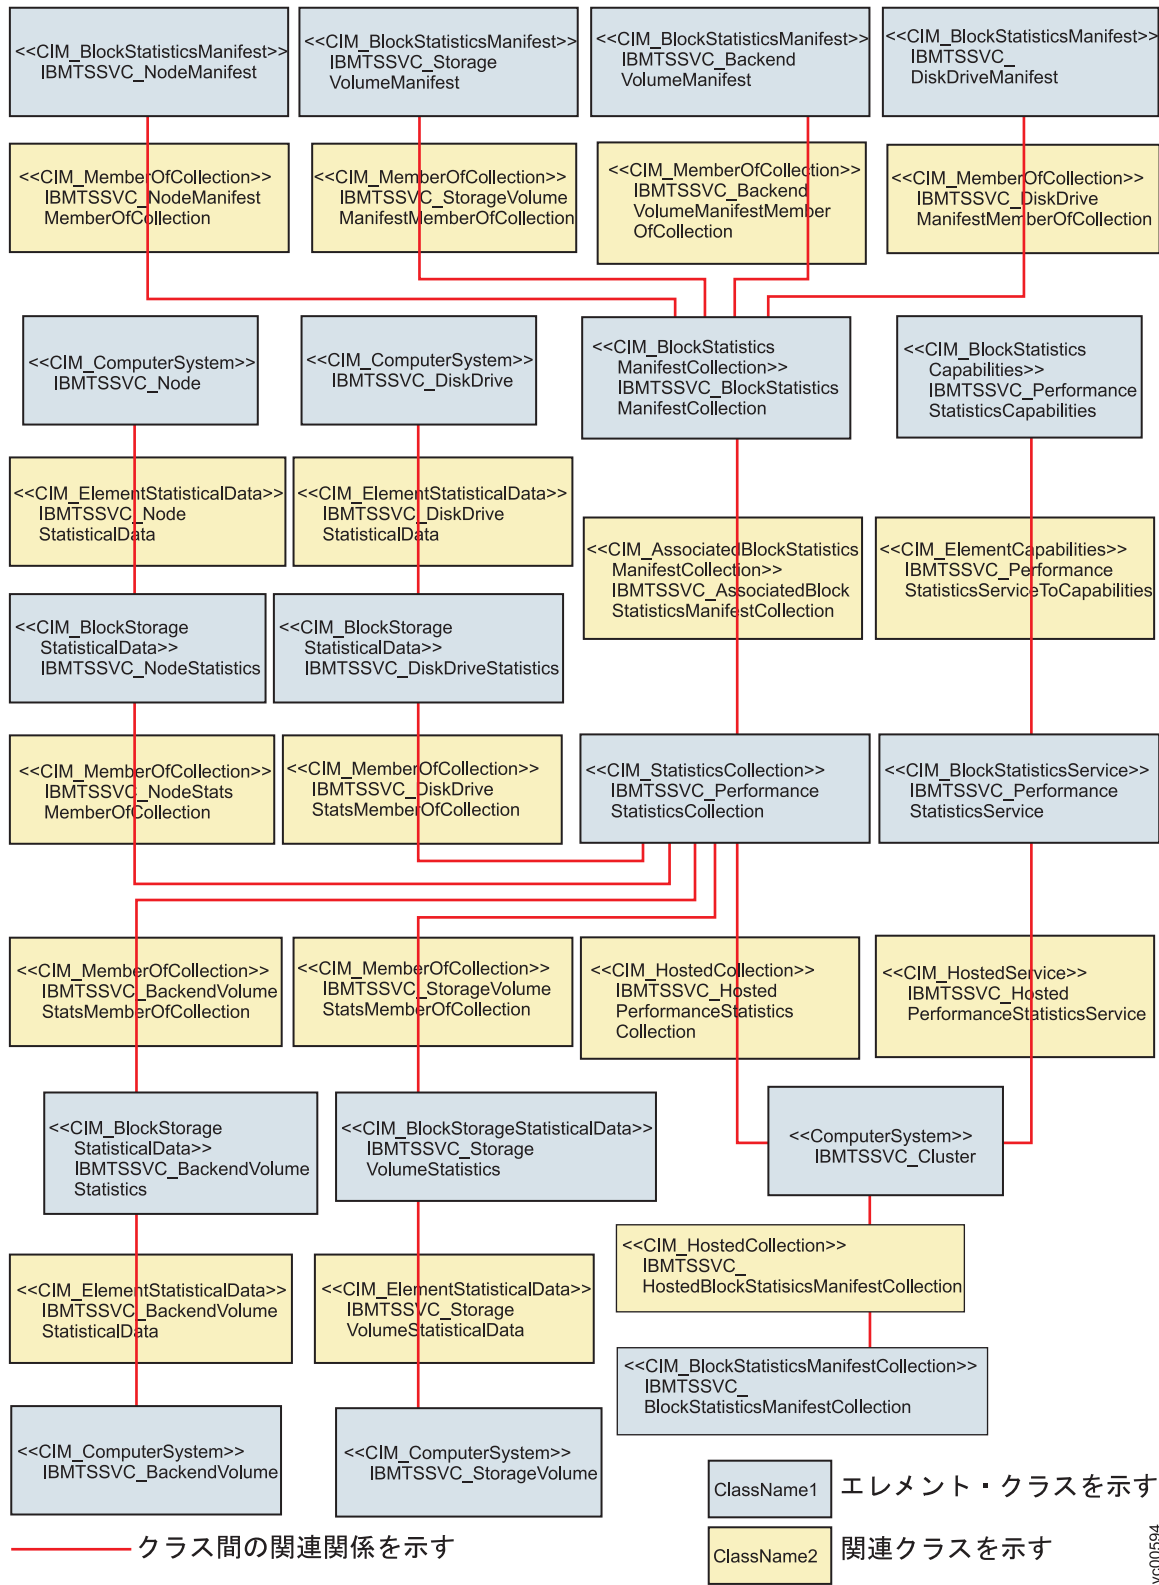 <<CIM_BlockStatisticsManifest>>
IBMTSSVC_NodeManifest
<<CIM_BlockStatisticsManifest>>
IBMTSSVC_Storage
VolumeManifest
<<CIM_BlockStatisticsManifest>>
IBMTSSVC_Backend
VolumeManifest
<<CIM_BlockStatisticsManifest>>
IBMTSSVC_
DiskDriveManifest
<<CIM_MemberOfCollection>>
IBMTSSVC_NodeManifest
MemberOfCollection
<<CIM_MemberOfCollection>>
IBMTSSVC_StorageVolume
ManifestMemberOfCollection
<<CIM_MemberOfCollection>>
IBMTSSVC_Backend
VolumeManifestMember
OfCollection
<<CIM_MemberOfCollection>>
IBMTSSVC_DiskDrive
ManifestMemberOfCollection
<<CIM_ComputerSystem>>
IBMTSSVC_Node
<<CIM_ComputerSystem>>
IBMTSSVC_DiskDrive
<<CIM_BlockStatistics
ManifestCollection>>
IBMTSSVC_BlockStatistics
ManifestCollection
<<CIM_BlockStatistics
Capabilities>>
IBMTSSVC_Performance
StatisticsCapabilities
<<CIM_ElementStatisticalData>>
IBMTSSVC_Node
StatisticalData
<<CIM_ElementStatisticalData>>
IBMTSSVC_DiskDrive
StatisticalData
<<CIM_AssociatedBlockStatistics
ManifestCollection>>
IBMTSSVC_AssociatedBlock
StatisticsManifestCollection
<<CIM_ElementCapabilities>>
IBMTSSVC_Performance
StatisticsServiceToCapabilities
<<CIM_BlockStorage
StatisticalData>>
IBMTSSVC_NodeStatistics
<<CIM_BlockStorage
StatisticalData>>
IBMTSSVC_DiskDriveStatistics
<<CIM_MemberOfCollection>>
IBMTSSVC_NodeStats
MemberOfCollection
<<CIM_MemberOfCollection>>
IBMTSSVC_DiskDrive
StatsMemberOfCollection
<<CIM_StatisticsCollection>>
IBMTSSVC_Performance
StatisticsCollection
<<CIM_BlockStatisticsService>>
IBMTSSVC_Performance
StatisticsService
<<CIM_MemberOfCollection>>
IBMTSSVC_BackendVolume
StatsMemberOfCollection
<<CIM_MemberOfCollection>>
IBMTSSVC_StorageVolume
StatsMemberOfCollection
<<CIM_HostedCollection>>
IBMTSSVC_Hosted
PerformanceStatistics
Collection
<<CIM_HostedService>>
IBMTSSVC_Hosted
PerformanceStatisticsService
<<CIM_BlockStorage
StatisticalData>>
IBMTSSVC_BackendVolume
Statistics
<<CIM_BlockStorageStatisticalData>>
IBMTSSVC_Storage
VolumeStatistics
<<ComputerSystem>>
IBMTSSVC_Cluster
<<CIM_HostedCollection>>
IBMTSSVC_
HostedBlockStatisicsManifestCollection
<<CIM_ElementStatisticalData>>
IBMTSSVC_BackendVolume
StatisticalData
<<CIM_ElementStatisticalData>>
IBMTSSVC_Storage
VolumeStatisticalData
<<CIM_BlockStatisticsManifestCollection>>
IBMTSSVC_
BlockStatisticsManifestCollection
<<CIM_ComputerSystem>>
IBMTSSVC_BackendVolume
<<CIM_ComputerSystem>>
IBMTSSVC_StorageVolume
ClassName1 エレメント・クラスを示す
クラス間の関連関係を示す
ClassName2 関連クラスを示す
yc00594